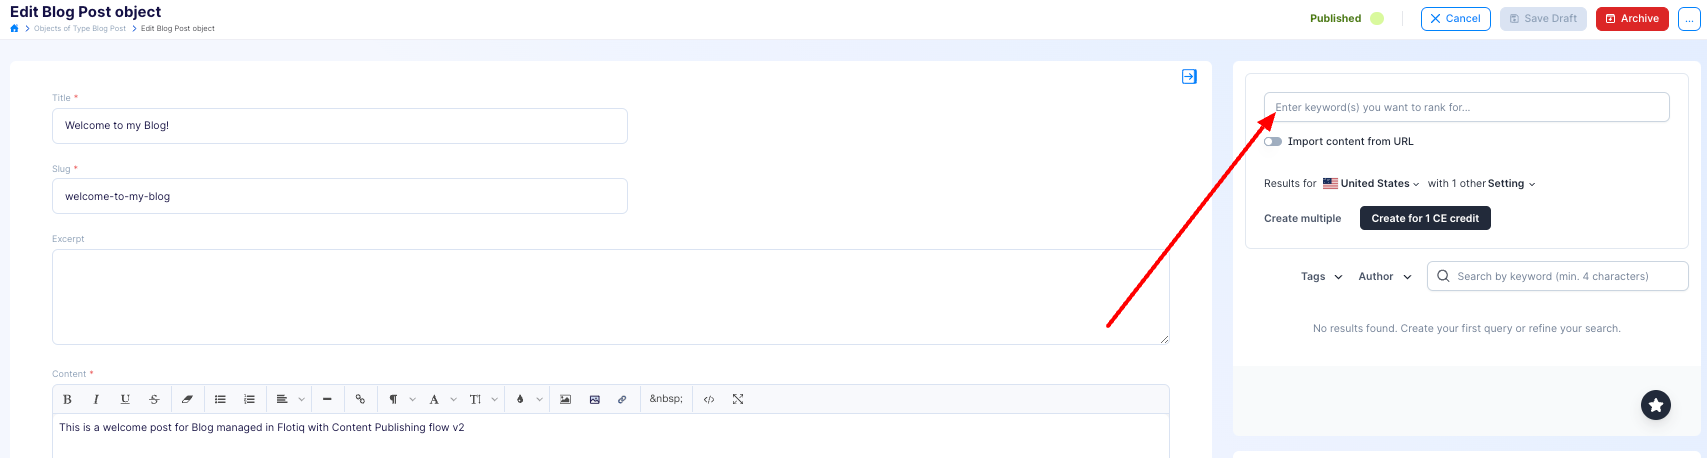 Edit Blog Post object
Objects of Type Blog Post
Edit Blog Post object
Published
Cancel
Save Draft
Archive
...
Title *
Welcome to my Blog!
Slug *
welcome-to-my-blog
Excerpt
Content *
B I U S A TI &nbsp; </>
This is a welcome post for Blog managed in Flotiq with Content Publishing flow v2
Enter keyword(s) you want to rank for...
Import content from URL
Results for United States with 1 other Setting
Create multiple Create for 1 CE credit
Tags Author Search by keyword (min. 4 characters)
No results found. Create your first query or refine your search.